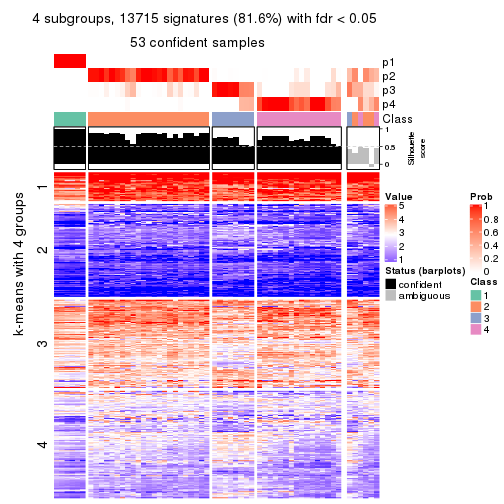 4 subgroups, 13715 signatures (81.6%) with fdr < 0.05
53 confident samples
p1
p2
p3
p4
Class
1
0.5
0
Silhouette
score
k-means with 4 groups
1
2
3
4
Value
5
4
3
2
1
Status (barplots)
confident
ambiguous
Prob
1
0.8
0.6
0.4
0.2
0
Class
1
2
3
4